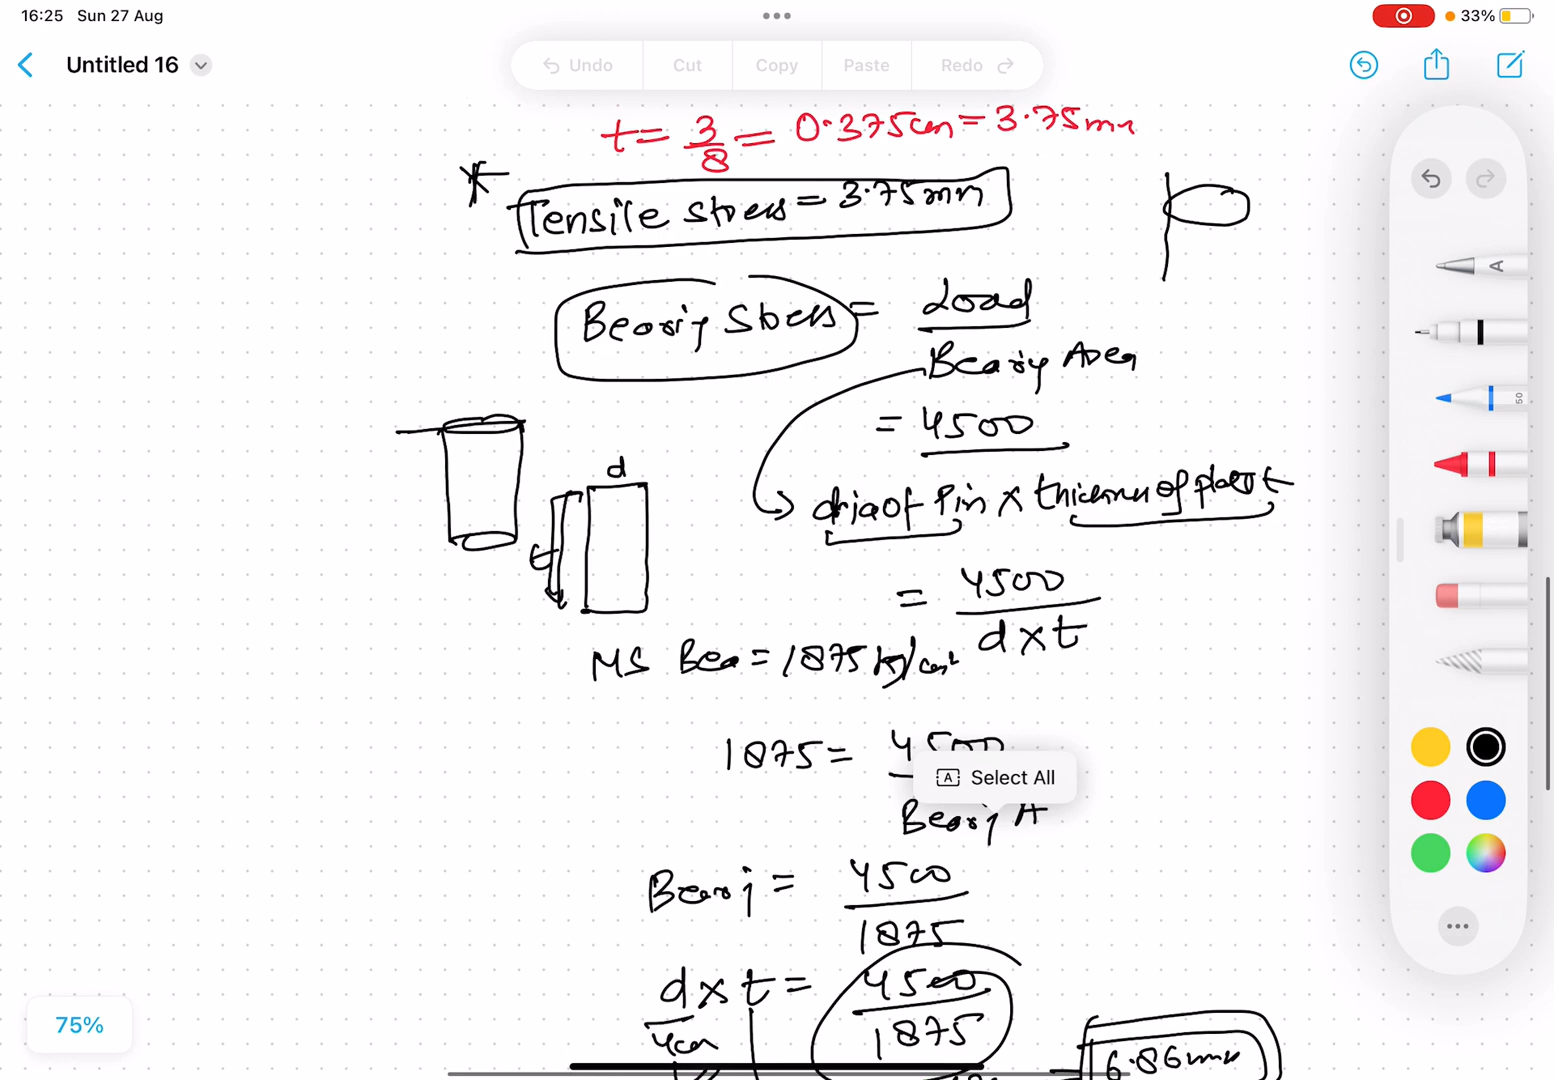 16:25 Sun 27 Aug
33%
Untitled 16
Undo Cut Copy Paste Redo
t = 3/8 = 0.375cm = 3.75mm
* Tensile stress = 3.75mm
Bearing Stress = Load
Bearing Area
= 4500
dia of Pin x thickness of plate t
d
t
= 4500
d x t
MS Bea = 1875 kg/cm²
1875 = 4500
Select All
Bearing A
Bearing = 4500
1875
d x t = 4500
1875
4cm
6.86mm
75%
A
50